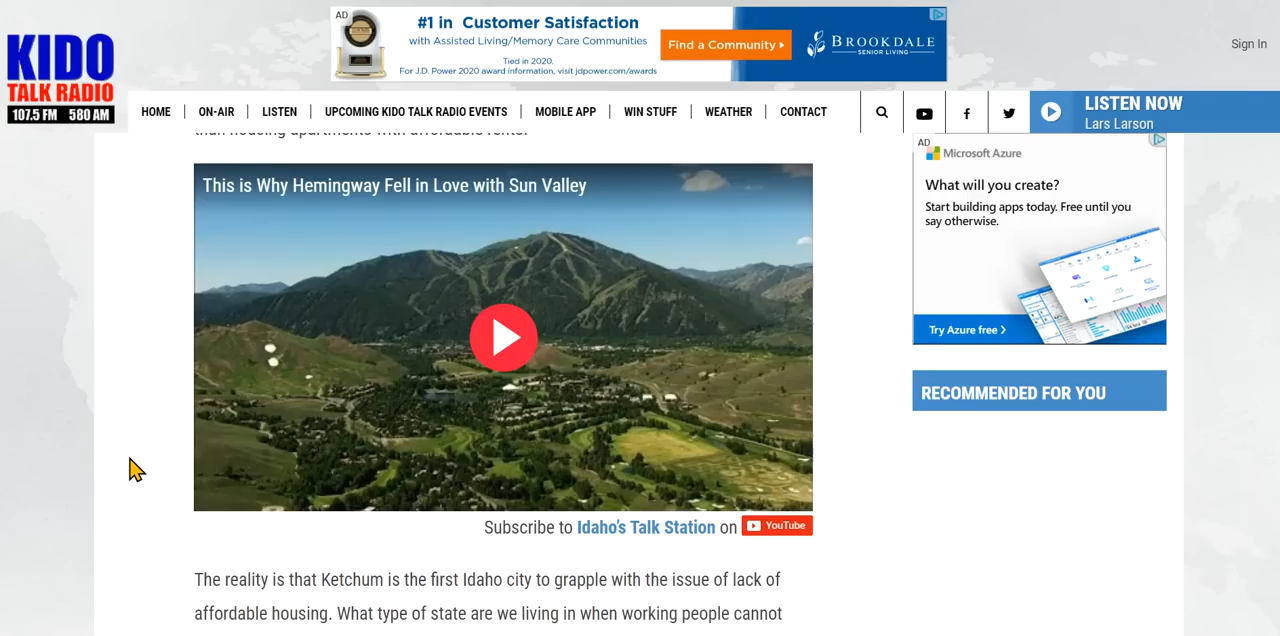 AD
#1 in Customer Satisfaction
with Assisted Living/Memory Care Communities
Tied in 2020.
For J.D. Power 2020 award information, visit jdpower.com/awards
Find a Community
BROOKDALE
SENIOR LIVING
Sign In
KIDO
TALK RADIO
107.5 FM 580 AM
HOME
ON-AIR
LISTEN
UPCOMING KIDO TALK RADIO EVENTS
MOBILE APP
WIN STUFF
WEATHER
CONTACT
LISTEN NOW
Lars Larson
than housing apartments with affordable rents.
This is Why Hemingway Fell in Love with Sun Valley
AD
Microsoft Azure
What will you create?
Start building apps today. Free until you
say otherwise.
Try Azure free >
RECOMMENDED FOR YOU
Subscribe to Idaho's Talk Station on YouTube
The reality is that Ketchum is the first Idaho city to grapple with the issue of lack of
affordable housing. What type of state are we living in when working people cannot